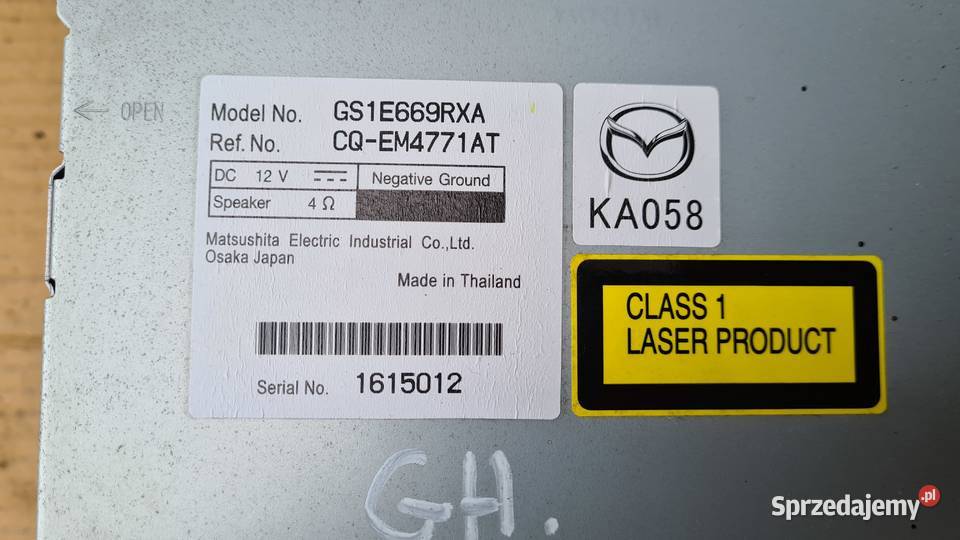 ← OPEN
Model No. GS1E669RXA
Ref. No. CQ-EM4771AT
DC 12 V Negative Ground
Speaker 4 Ω
Matsushita Electric Industrial Co.,Ltd.
Osaka Japan
Made in Thailand
Serial No. 1615012
KA058
CLASS 1
LASER PRODUCT
GH.
Sprzedajemy.pl